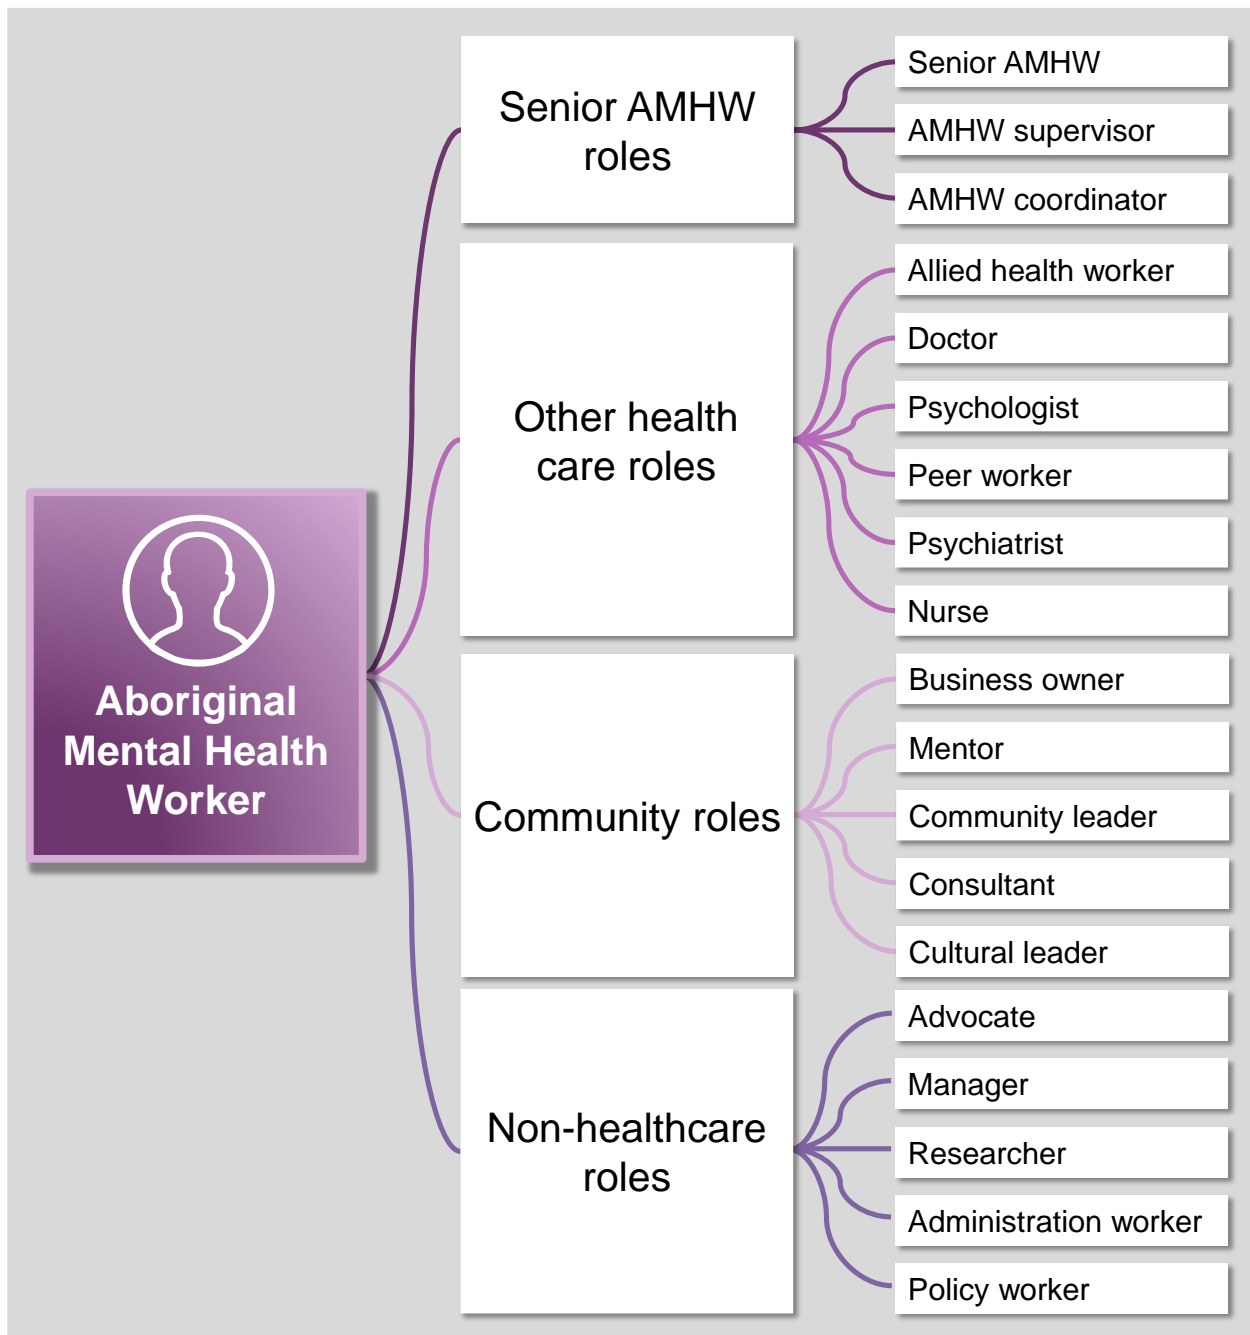 Aboriginal
Mental Health
Worker
Senior AMHW
roles
Senior AMHW
AMHW supervisor
AMHW coordinator
Other health
care roles
Allied health worker
Doctor
Psychologist
Peer worker
Psychiatrist
Nurse
Community roles
Business owner
Mentor
Community leader
Consultant
Cultural leader
Non-healthcare
roles
Advocate
Manager
Researcher
Administration worker
Policy worker